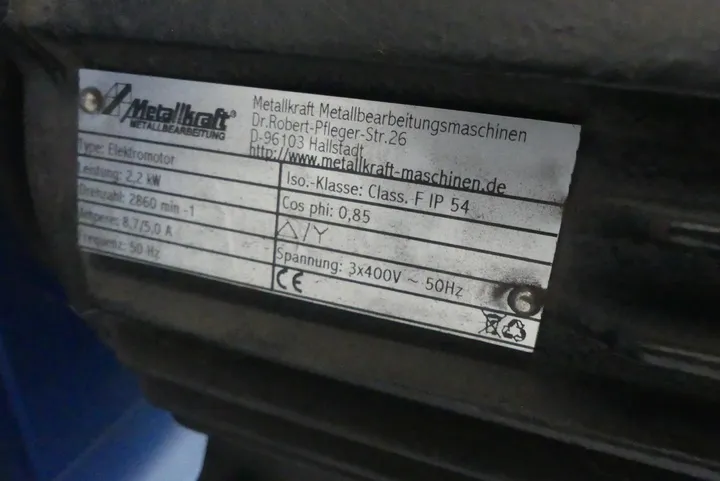 Metallkraft®
METALLBEARBEITUNG
Metallkraft Metallbearbeitungsmaschinen
Dr.Robert-Pfleger-Str.26
D-96103 Hallstadt
http://www.metallkraft-maschinen.de
Type: Elektromotor
Leistung: 2,2 kW
Drehzahl: 2860 min -1
Ampere: 8,7/5,0 A
Frequenz: 50 Hz
Iso.-Klasse: Class. F IP 54
Cos phi: 0,85
△/Y
Spannung: 3x400V ~ 50Hz
CE